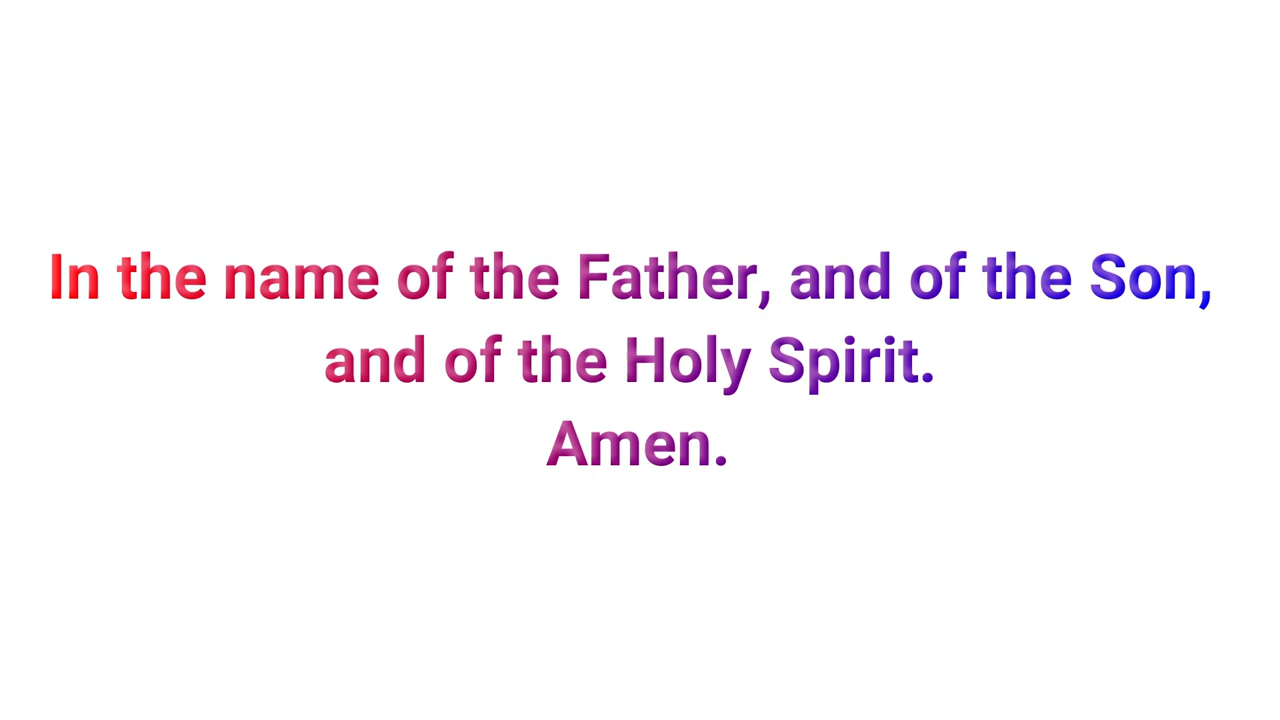 In the name of the Father, and of the Son,
and of the Holy Spirit.
Amen.